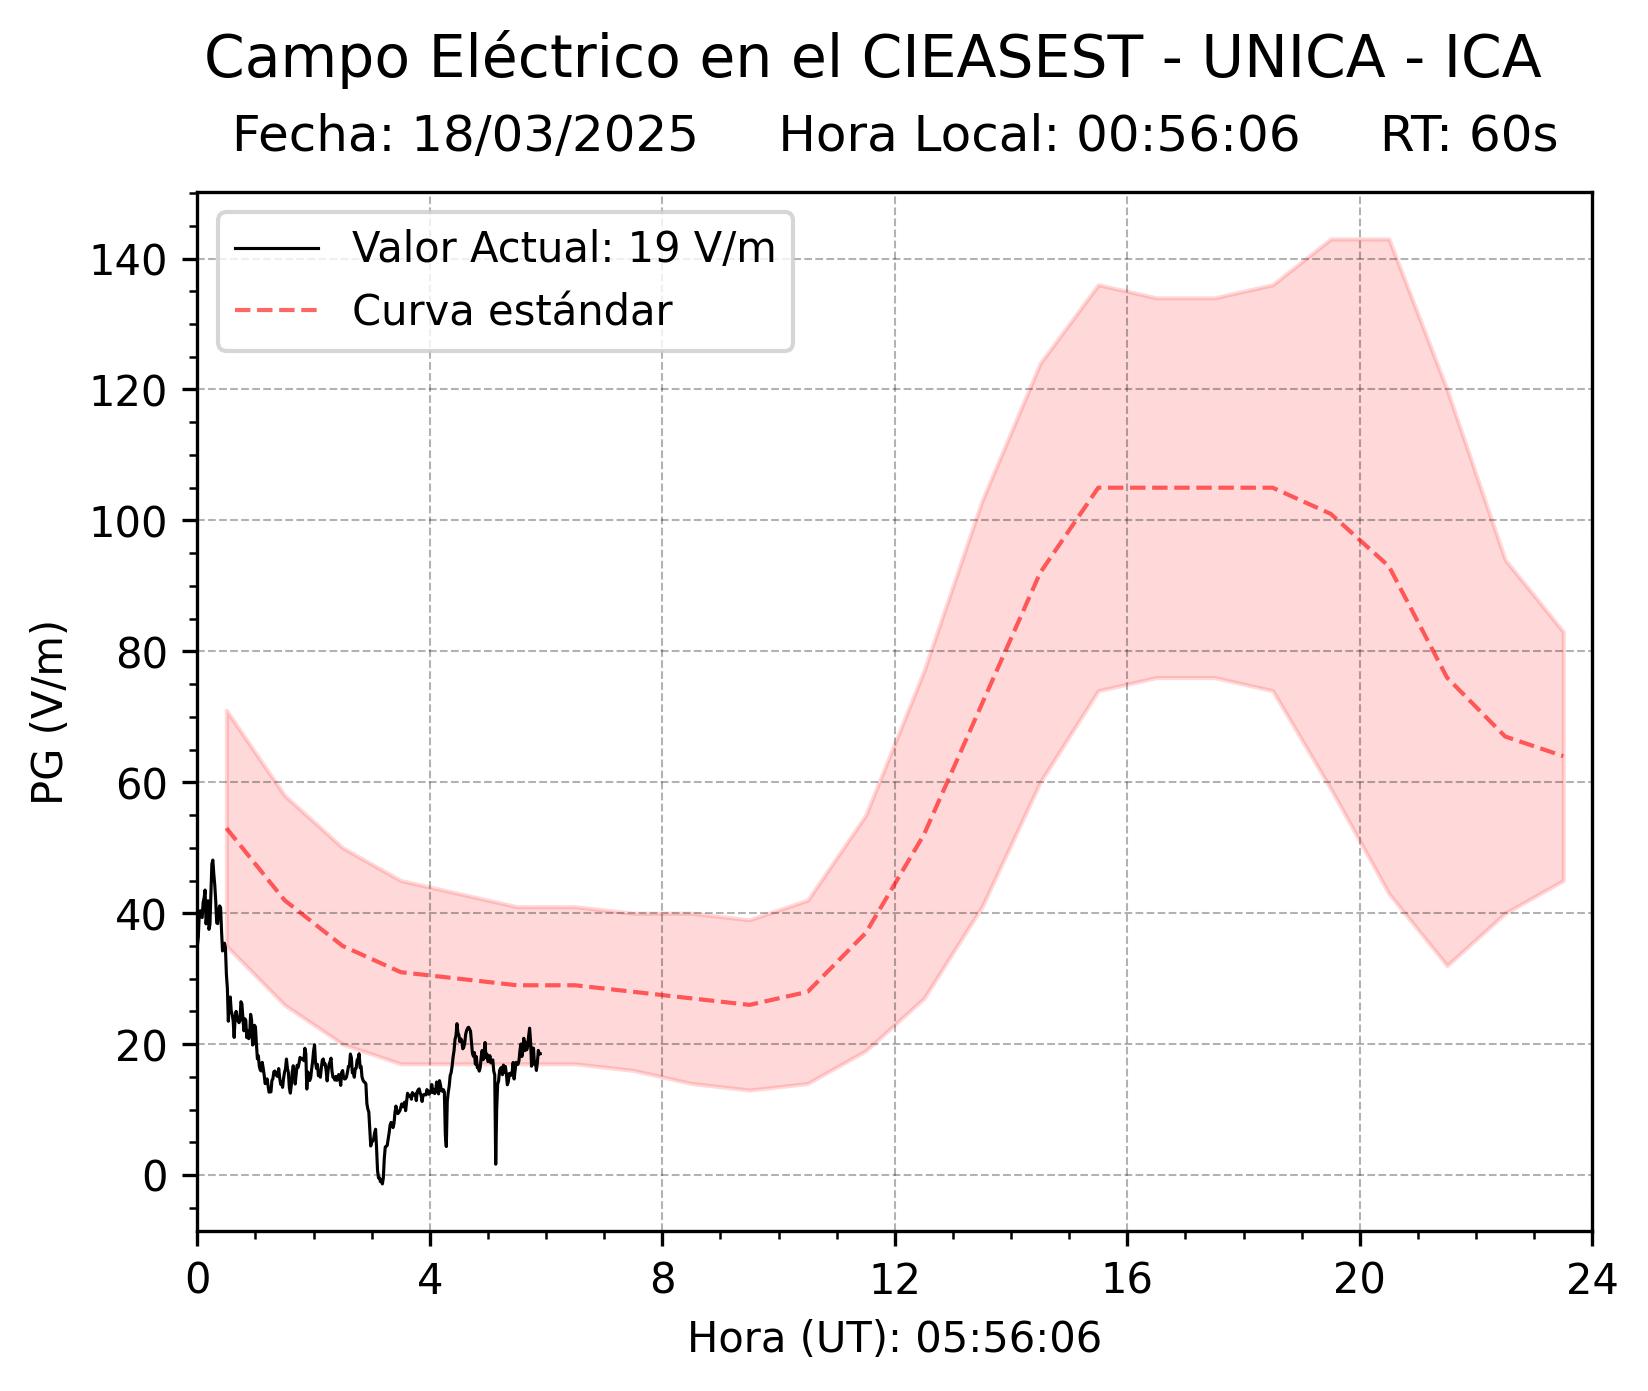 Campo Eléctrico en el CIEASEST - UNICA - ICA
Fecha: 18/03/2025 Hora Local: 00:56:06 RT: 60s
Valor Actual: 19 V/m
Curva estándar
140
120
100
80
60
40
20
0
PG (V/m)
0 4 8 12 16 20 24
Hora (UT): 05:56:06